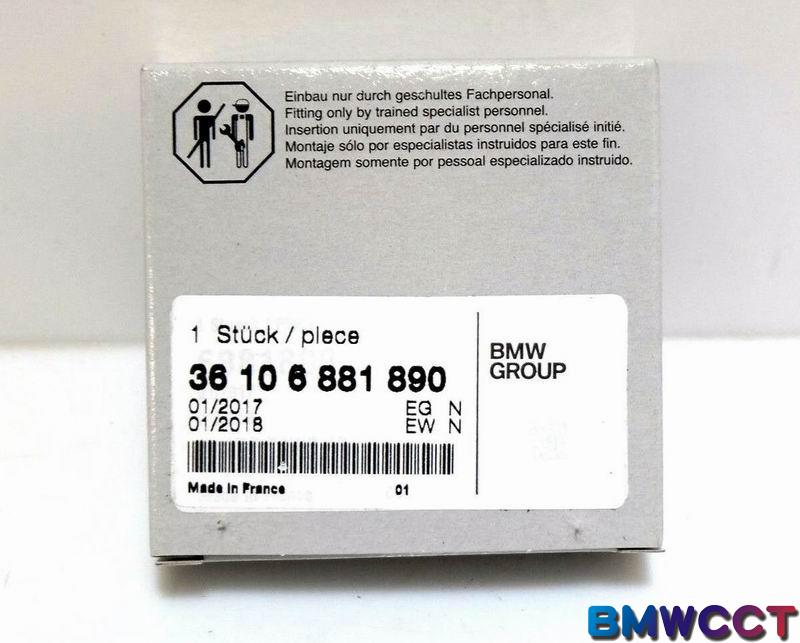 Einbau nur durch geschultes Fachpersonal.
Fitting only by trained specialist personnel.
Insertion uniquement par du personnel spécialisé initié.
Montaje sólo por especialistas instruidos para este fin.
Montagem somente por pessoal especializado instruido.
1 Stück / piece
36 10 6 881 890
01/2017 EG N
01/2018 EW N
Made in France 01
BMW
GROUP
BMWCCT